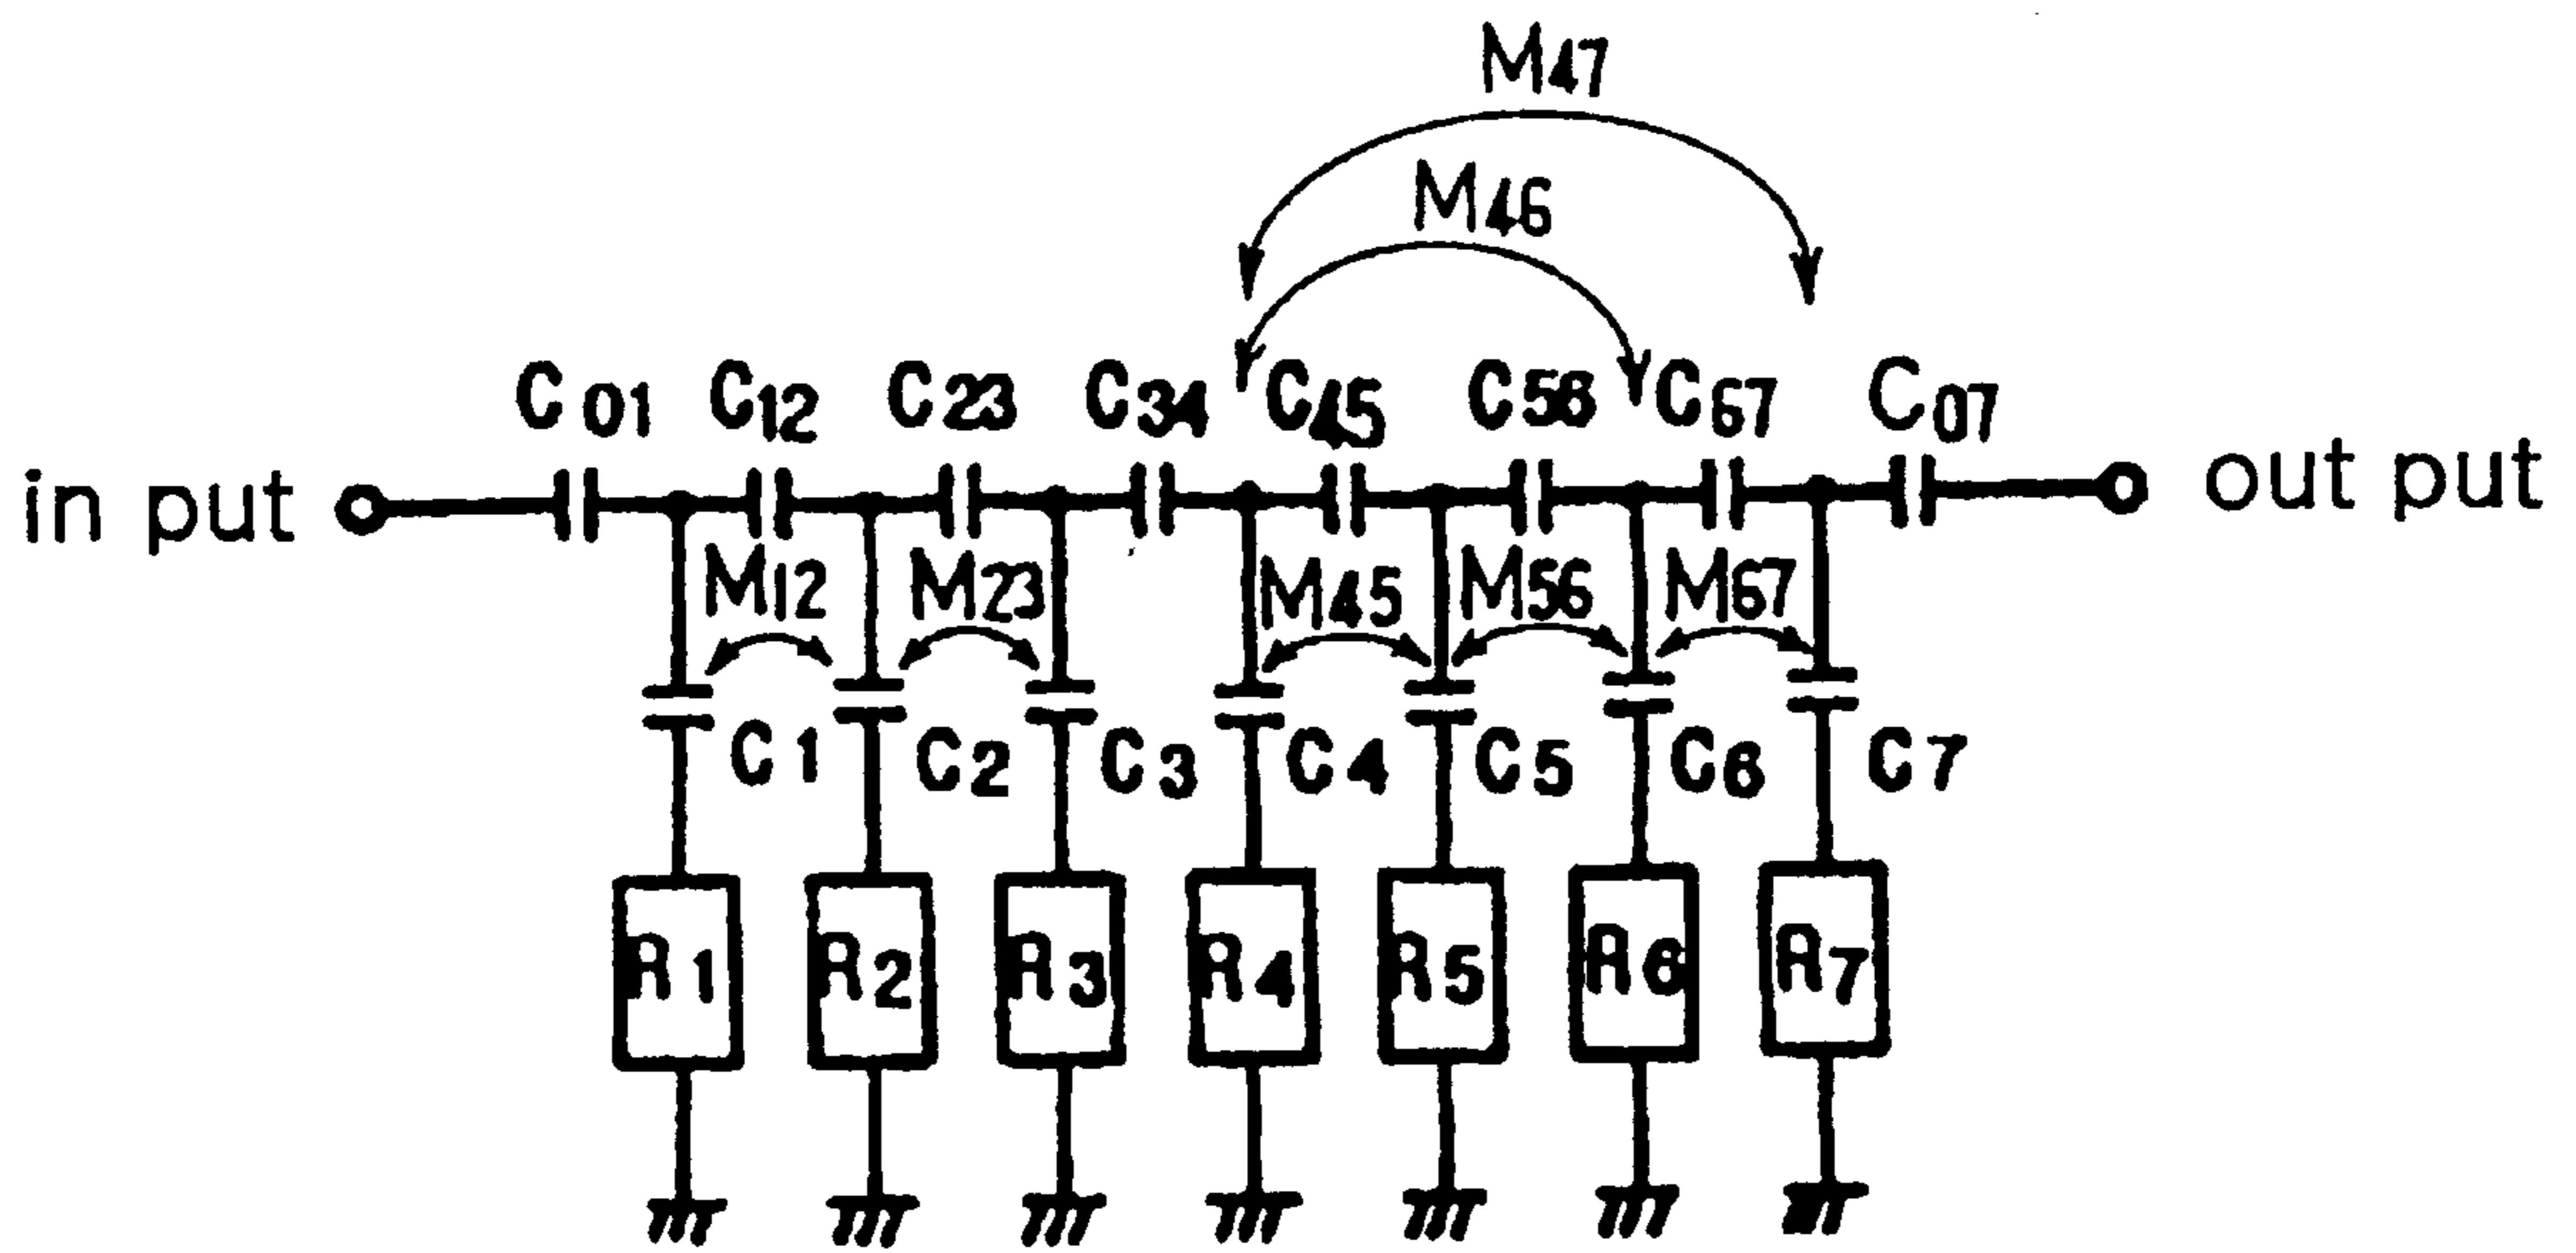 M47
M46
C01 C12 C23 C34 C45 C56 C67 C07
in put out put
M12 M23 M45 M56 M67
C1 C2 C3 C4 C5 C6 C7
R1 R2 R3 R4 R5 R6 R7